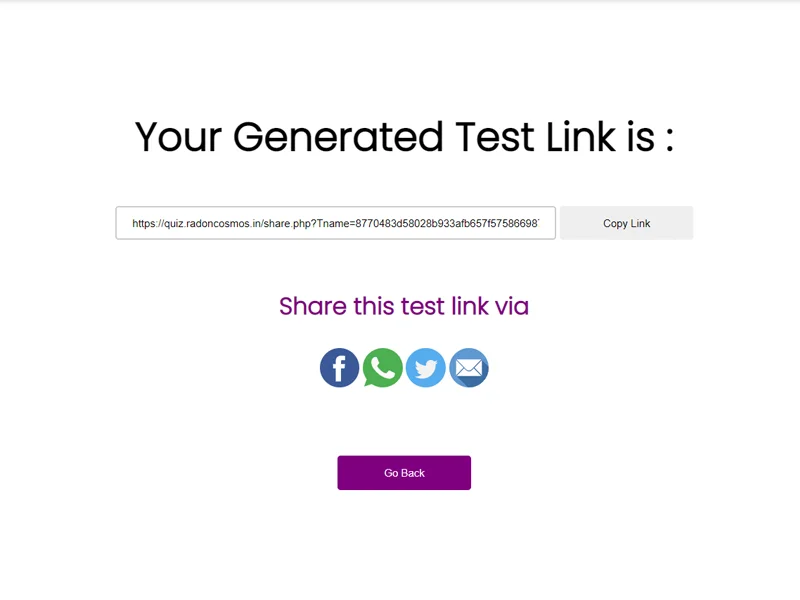 Your Generated Test Link is :
https://quiz.radoncosmos.in/share.php?Tname=8770483d58028b933afb657f57586698
Copy Link
Share this test link via
Go Back